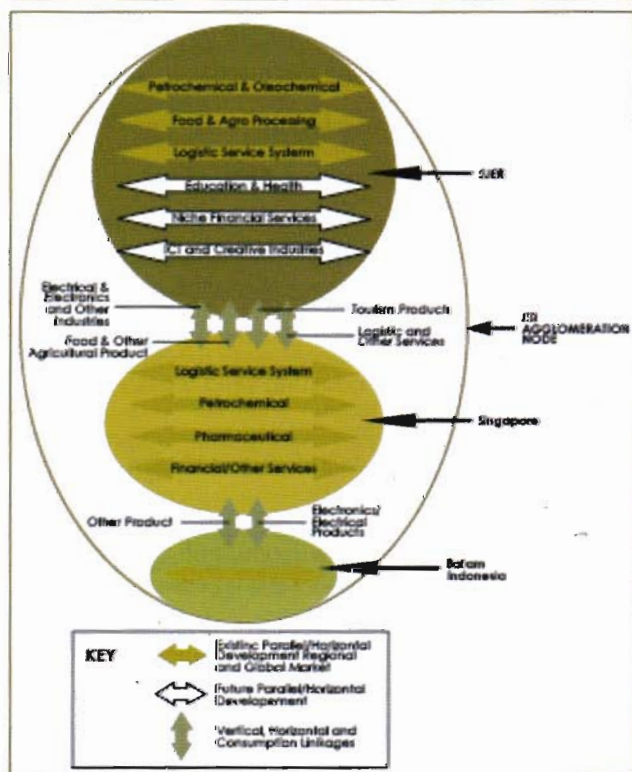 Petrochemical & Oleochemical
Food & Agro Processing
Logistic Service System
Education & Health
Niche Financial Services
ICT and Creative Industries
SJER
Electrical &
Electronics
and Other
Industries
Tourism Products
Food & Other
Agricultural Product
Logistic and
Other Services
AGGLOMERATION
NODE
Logistic Service System
Petrochemical
Pharmaceutical
Financial/Other Services
Singapore
Other Product
Electronics/
Electrical
Products
Batam
Indonesia
KEY
Existing Parallel/Horizontal
Development Regional
and Global Market
Future Parallel/Horizontal
Developement
Vertical, Horizontal and
Consumption Linkages